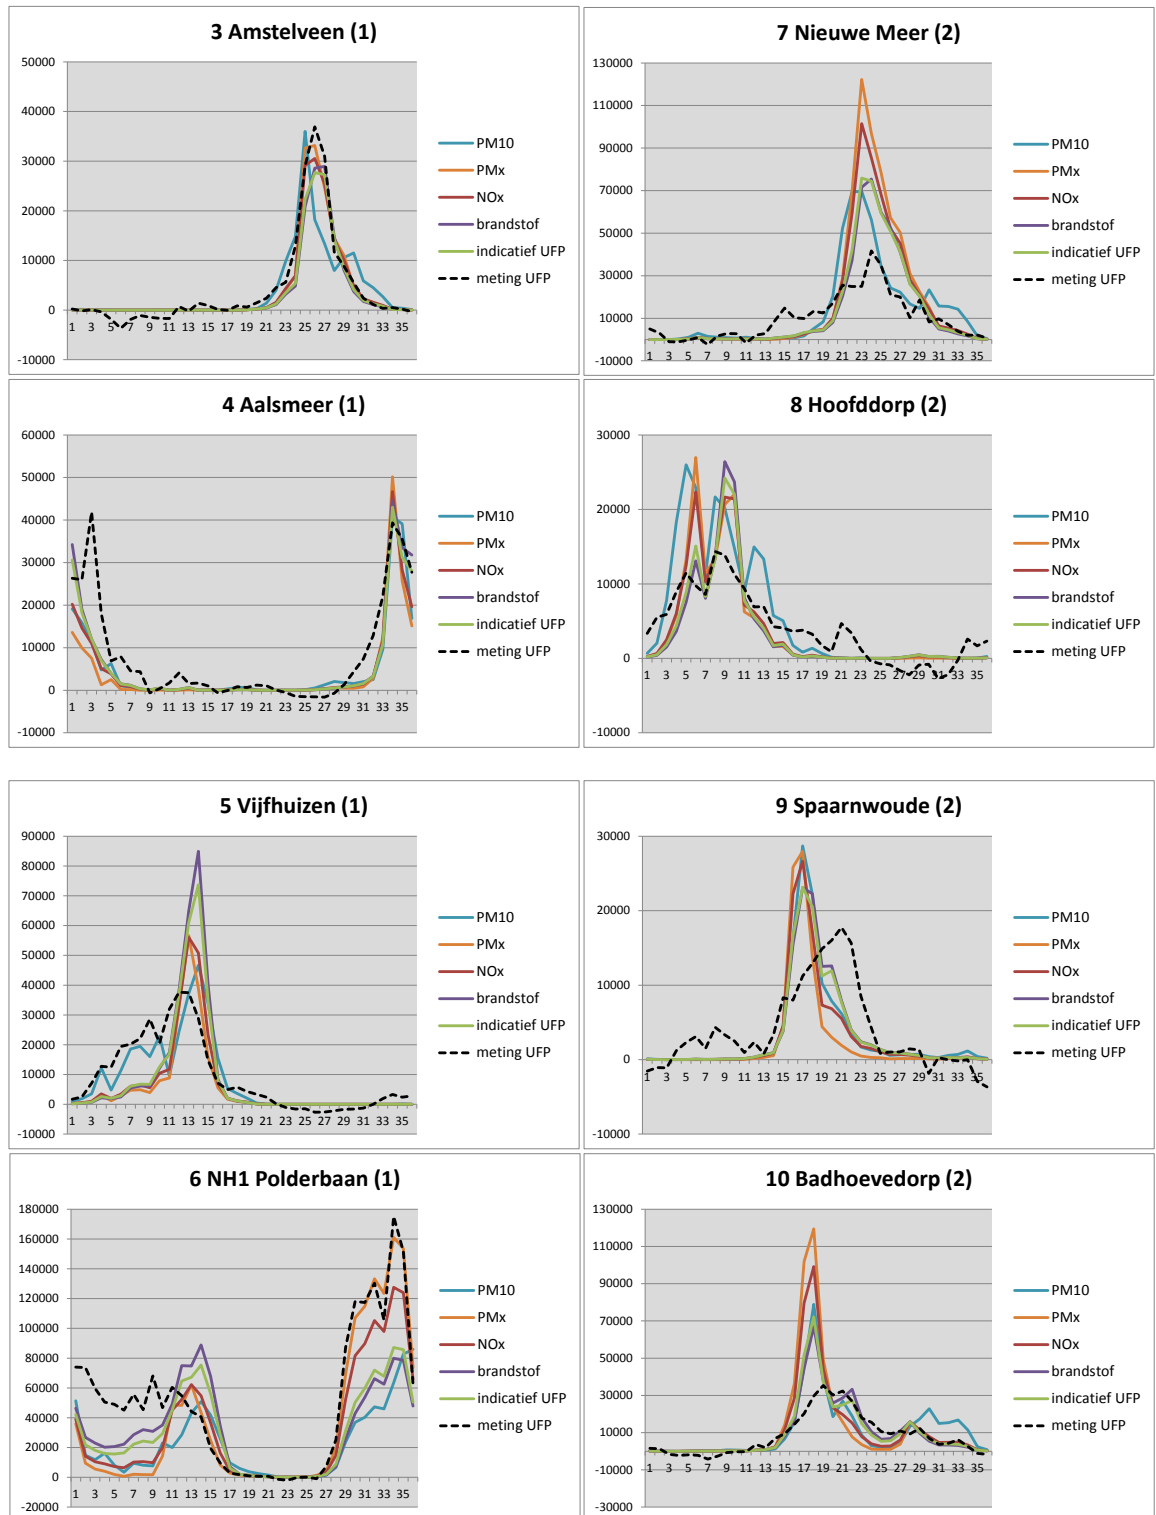 3 Amstelveen (1)
50000
40000
30000
20000
10000
0
-10000
1 3 5 7 9 11 13 15 17 19 21 23 25 27 29 31 33 35
PM10
PMx
NOx
brandstof
indicatief UFP
meting UFP
7 Nieuwe Meer (2)
130000
110000
90000
70000
50000
30000
10000
-10000
1 3 5 7 9 11 13 15 17 19 21 23 25 27 29 31 33 35
PM10
PMx
NOx
brandstof
indicatief UFP
meting UFP
4 Aalsmeer (1)
60000
50000
40000
30000
20000
10000
0
-10000
1 3 5 7 9 11 13 15 17 19 21 23 25 27 29 31 33 35
PM10
PMx
NOx
brandstof
indicatief UFP
meting UFP
8 Hoofddorp (2)
30000
20000
10000
0
-10000
1 3 5 7 9 11 13 15 17 19 21 23 25 27 29 31 33 35
PM10
PMx
NOx
brandstof
indicatief UFP
meting UFP
5 Vijfhuizen (1)
90000
80000
70000
60000
50000
40000
30000
20000
10000
0
-10000
1 3 5 7 9 11 13 15 17 19 21 23 25 27 29 31 33 35
PM10
PMx
NOx
brandstof
indicatief UFP
meting UFP
9 Spaarnwoude (2)
30000
20000
10000
0
-10000
1 3 5 7 9 11 13 15 17 19 21 23 25 27 29 31 33 35
PM10
PMx
NOx
brandstof
indicatief UFP
meting UFP
6 NH1 Polderbaan (1)
180000
160000
140000
120000
100000
80000
60000
40000
20000
0
-20000
1 3 5 7 9 11 13 15 17 19 21 23 25 27 29 31 33 35
PM10
PMx
NOx
brandstof
indicatief UFP
meting UFP
10 Badhoevedorp (2)
130000
110000
90000
70000
50000
30000
10000
-10000
-30000
1 3 5 7 9 11 13 15 17 19 21 23 25 27 29 31 33 35
PM10
PMx
NOx
brandstof
indicatief UFP
meting UFP